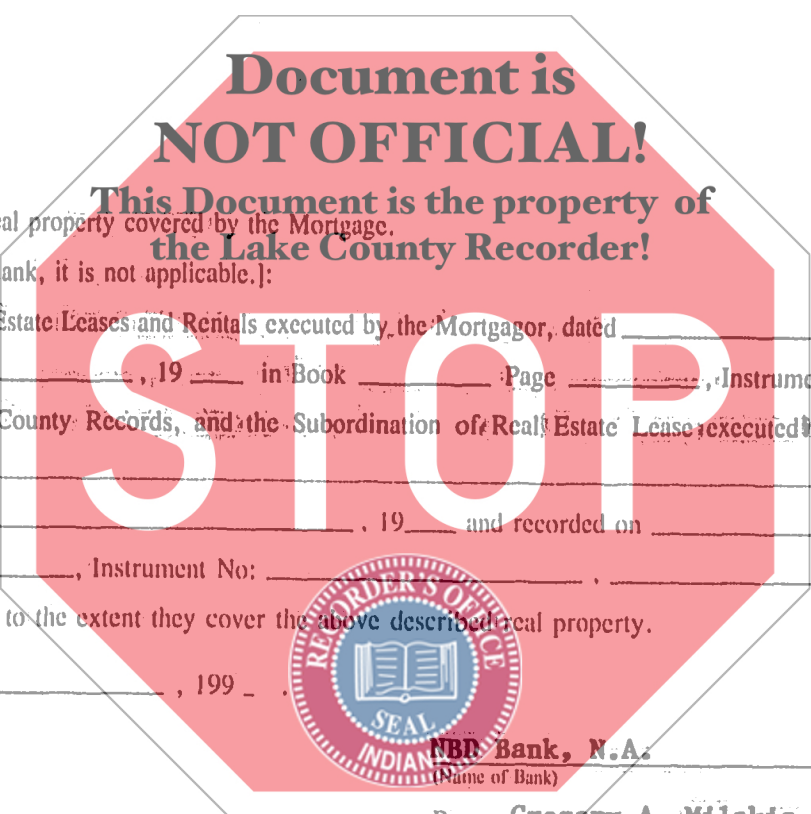 Document is
NOT OFFICIAL!
This Document is the property of
the Lake County Recorder!
STOP
eal property covered by the Mortgage.
ank, it is not applicable.]:
Estate Leases and Rentals executed by the Mortgagor, dated
, 19 in Book Page , Instrume
County Records, and the Subordination of Real Estate Lease executed
, 19 and recorded on
, Instrument No: ,
to the extent they cover the above described real property.
, 199 .
RECORDER'S OFFICE
SEAL
INDIANA
NBD Bank, N.A.
(Name of Bank)
Gregory A.